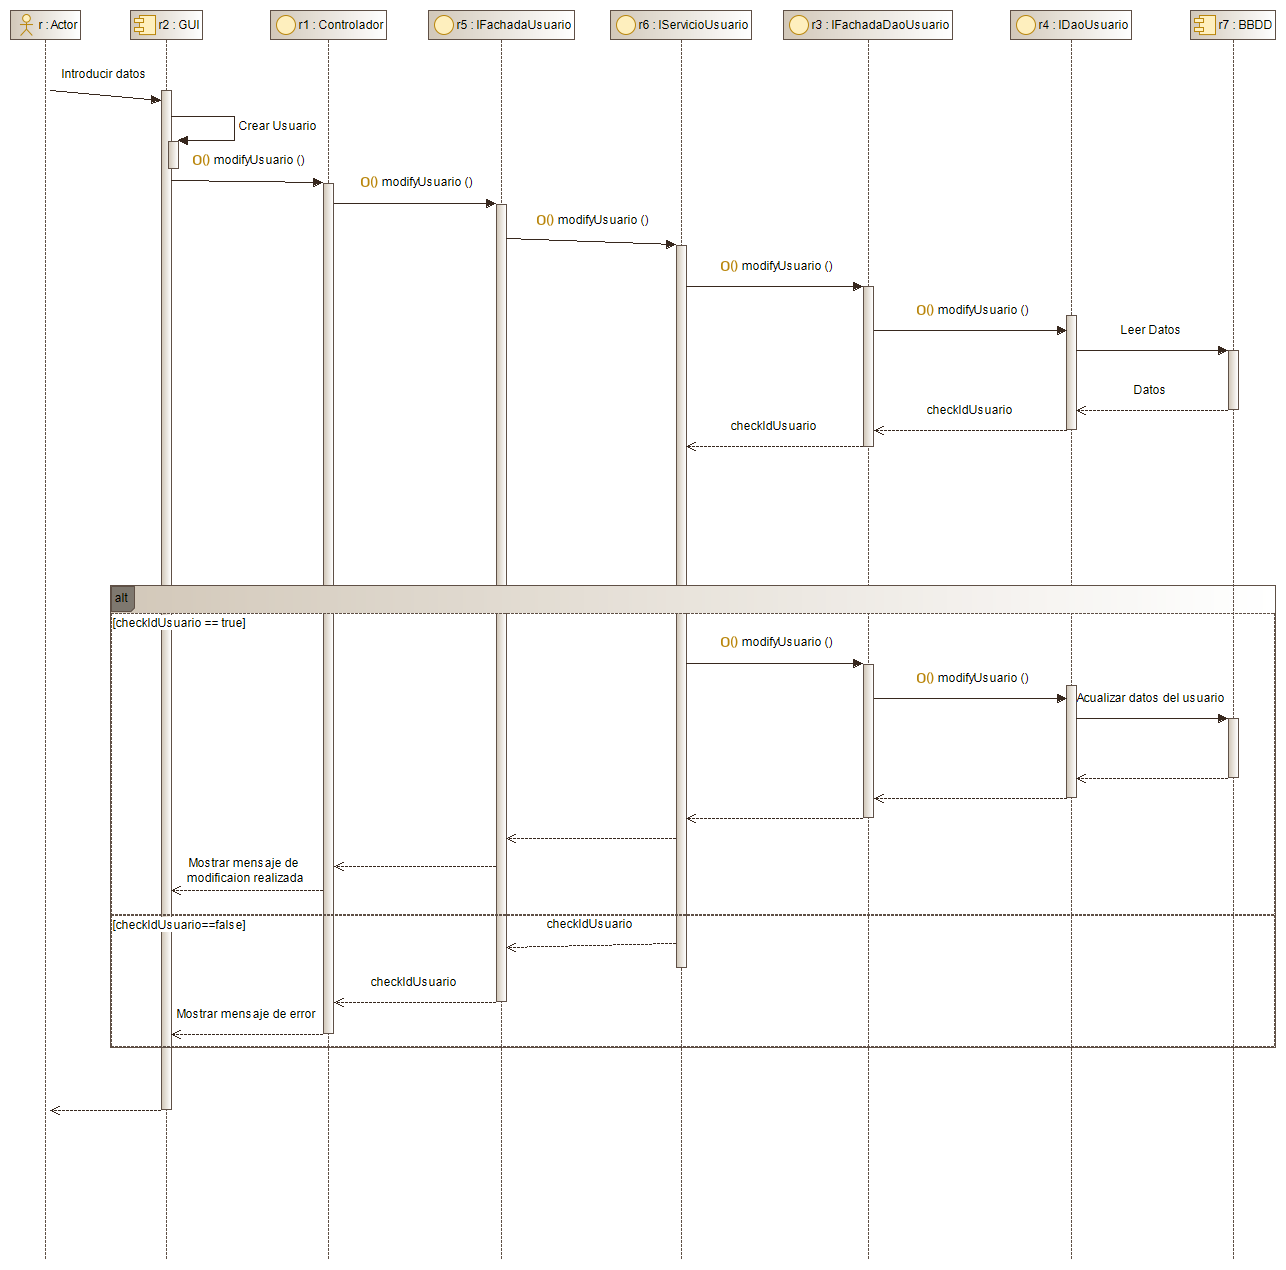 r : Actor
r2 : GUI
r1 : Controlador
r5 : IFachadaUsuario
r6 : IServicioUsuario
r3 : IFachadaDaoUsuario
r4 : IDaoUsuario
r7 : BBDD
Introducir datos
Crear Usuario
O() modifyUsuario ()
O() modifyUsuario ()
O() modifyUsuario ()
O() modifyUsuario ()
O() modifyUsuario ()
Leer Datos
Datos
checkIdUsuario
checkIdUsuario
alt
[checkIdUsuario == true]
O() modifyUsuario ()
O() modifyUsuario ()
Acualizar datos del usuario
Mostrar mensaje de
modificaion realizada
[checkIdUsuario==false]
checkIdUsuario
checkIdUsuario
Mostrar mensaje de error